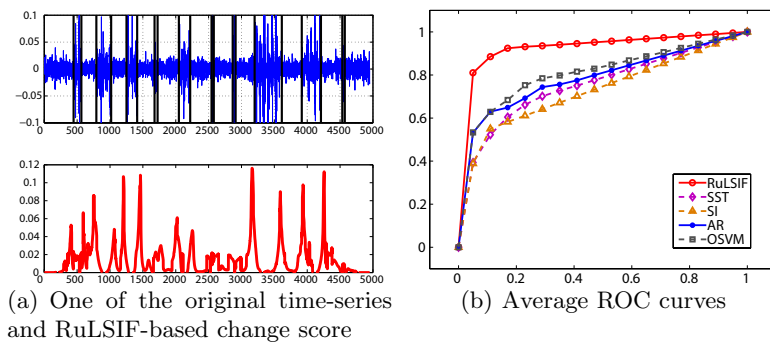 0.1
0.05
0
−0.05
−0.1
0 500 1000 1500 2000 2500 3000 3500 4000 4500 5000
0.12
0.1
0.08
0.06
0.04
0.02
0
0 500 1000 1500 2000 2500 3000 3500 4000 4500 5000
(a) One of the original time-series
and RuLSIF-based change score
1
0.8
0.6
0.4
0.2
0
0 0.2 0.4 0.6 0.8 1
RuLSIF
SST
SI
AR
OSVM
(b) Average ROC curves